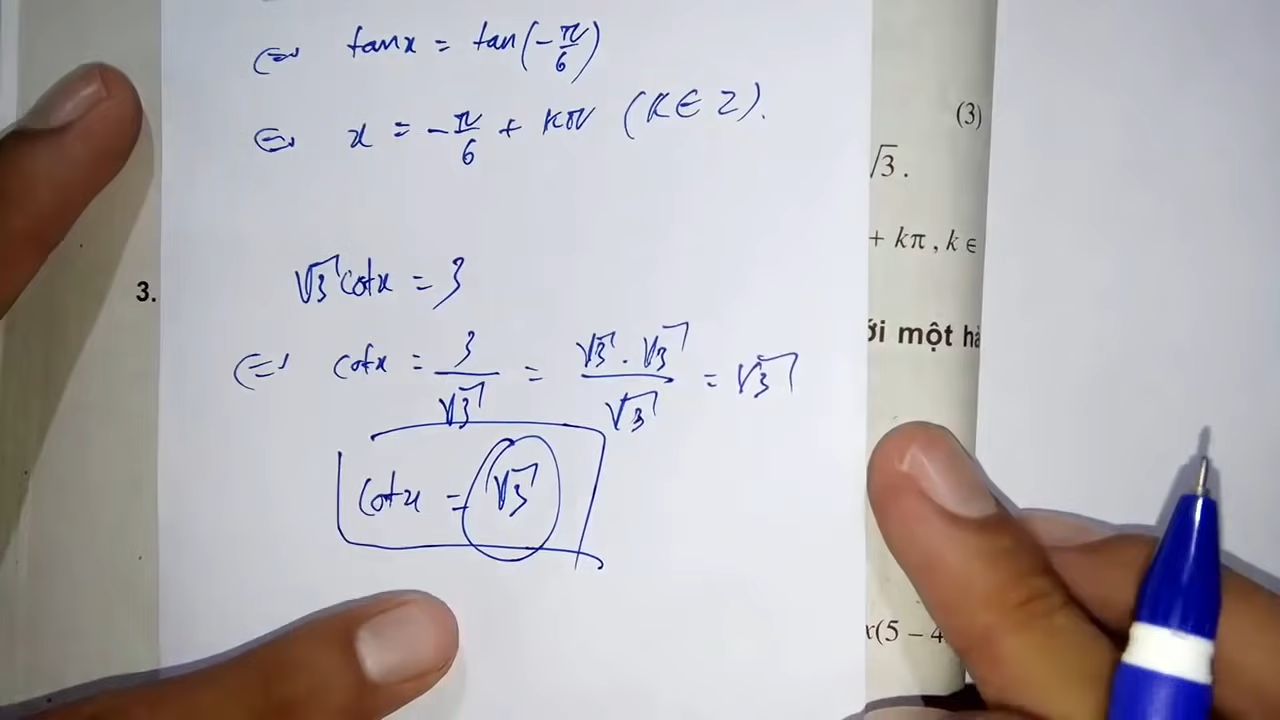 ⇔ tanx = tan(-π/6)
⇔ x = -π/6 + kπ (k ∈ Z).
(3)
√3.
+ kπ, k ∈
3.
√3 cotx = 3
ới một hà
⇔ cotx = 3/√3 = √3 . √3/√3 = √3
cotx = √3
x(5 – 4